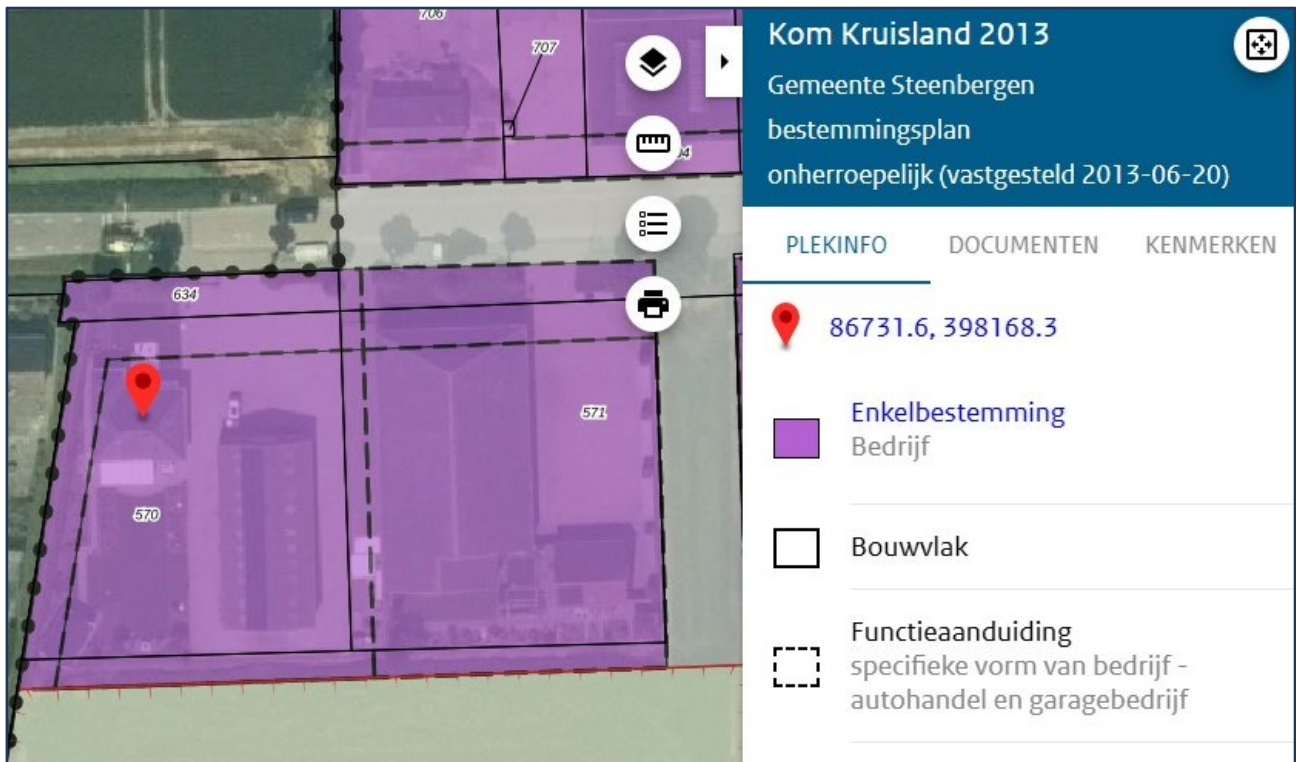 706
707
04
634
571
570
Kom Kruisland 2013
Gemeente Steenbergen
bestemmingsplan
onherroepelijk (vastgesteld 2013-06-20)
PLEKINFO DOCUMENTEN KENMERKEN
86731.6, 398168.3
Enkelbestemming
Bedrijf
Bouwvlak
Functieaanduiding
specifieke vorm van bedrijf -
autohandel en garagebedrijf